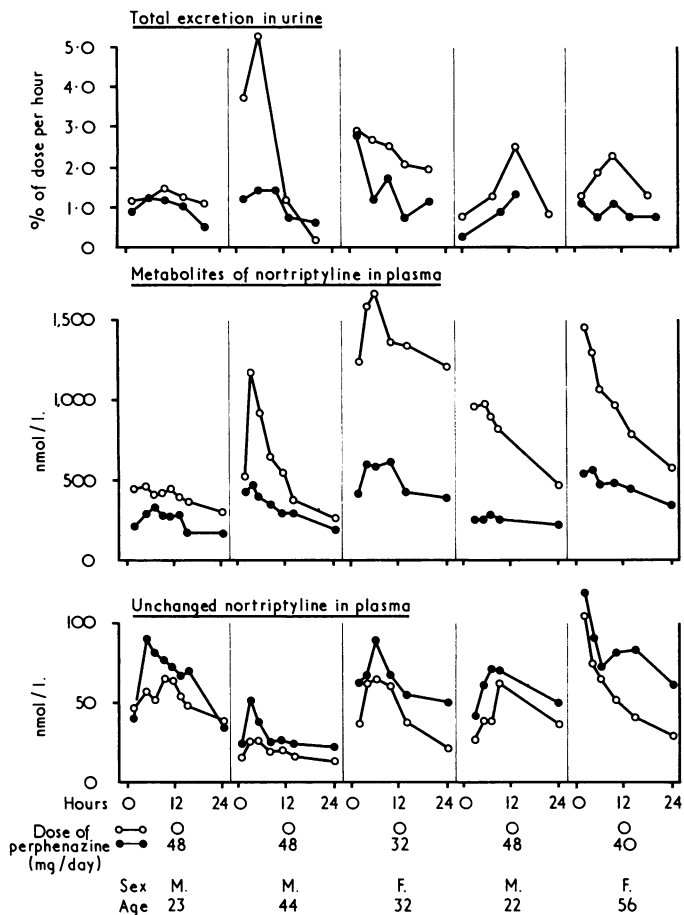 Total excretion in urine
5·0
4·0
3·0
2·0
1·0
0
% of dose per hour
Metabolites of nortriptyline in plasma
1,500
1,000
500
0
nmol/l.
Unchanged nortriptyline in plasma
100
50
0
nmol/l.
Hours 0 12 24 0 12 24 0 12 24 0 12 24 0 12 24
Dose of 0 0 0 0 0
perphenazine 48 48 32 48 40
(mg/day)
Sex M. M. F. M. F.
Age 23 44 32 22 56